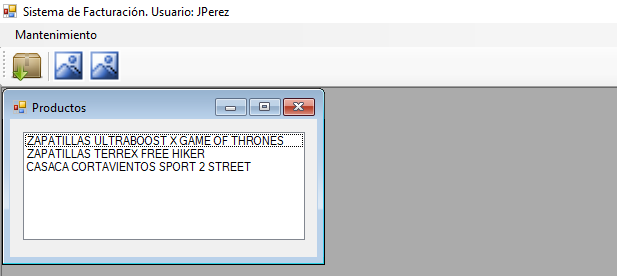 Sistema de Facturación. Usuario: JPerez
Mantenimiento
Productos
ZAPATILLAS ULTRABOOST X GAME OF THRONES
ZAPATILLAS TERREX FREE HIKER
CASACA CORTAVIENTOS SPORT 2 STREET